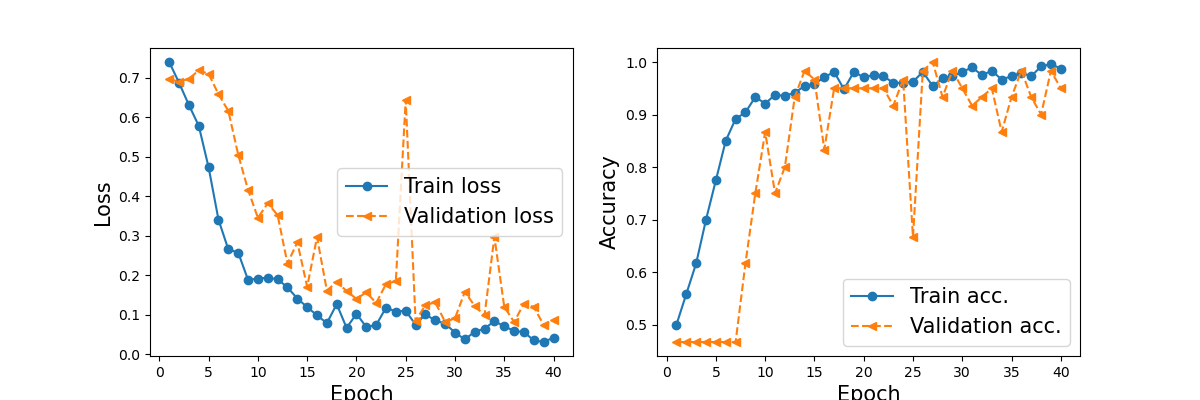 Loss
0.7
0.6
0.5
0.4
0.3
0.2
0.1
0.0
Train loss
Validation loss
0 5 10 15 20 25 30 35 40
Epoch
Accuracy
1.0
0.9
0.8
0.7
0.6
0.5
Train acc.
Validation acc.
0 5 10 15 20 25 30 35 40
Epoch